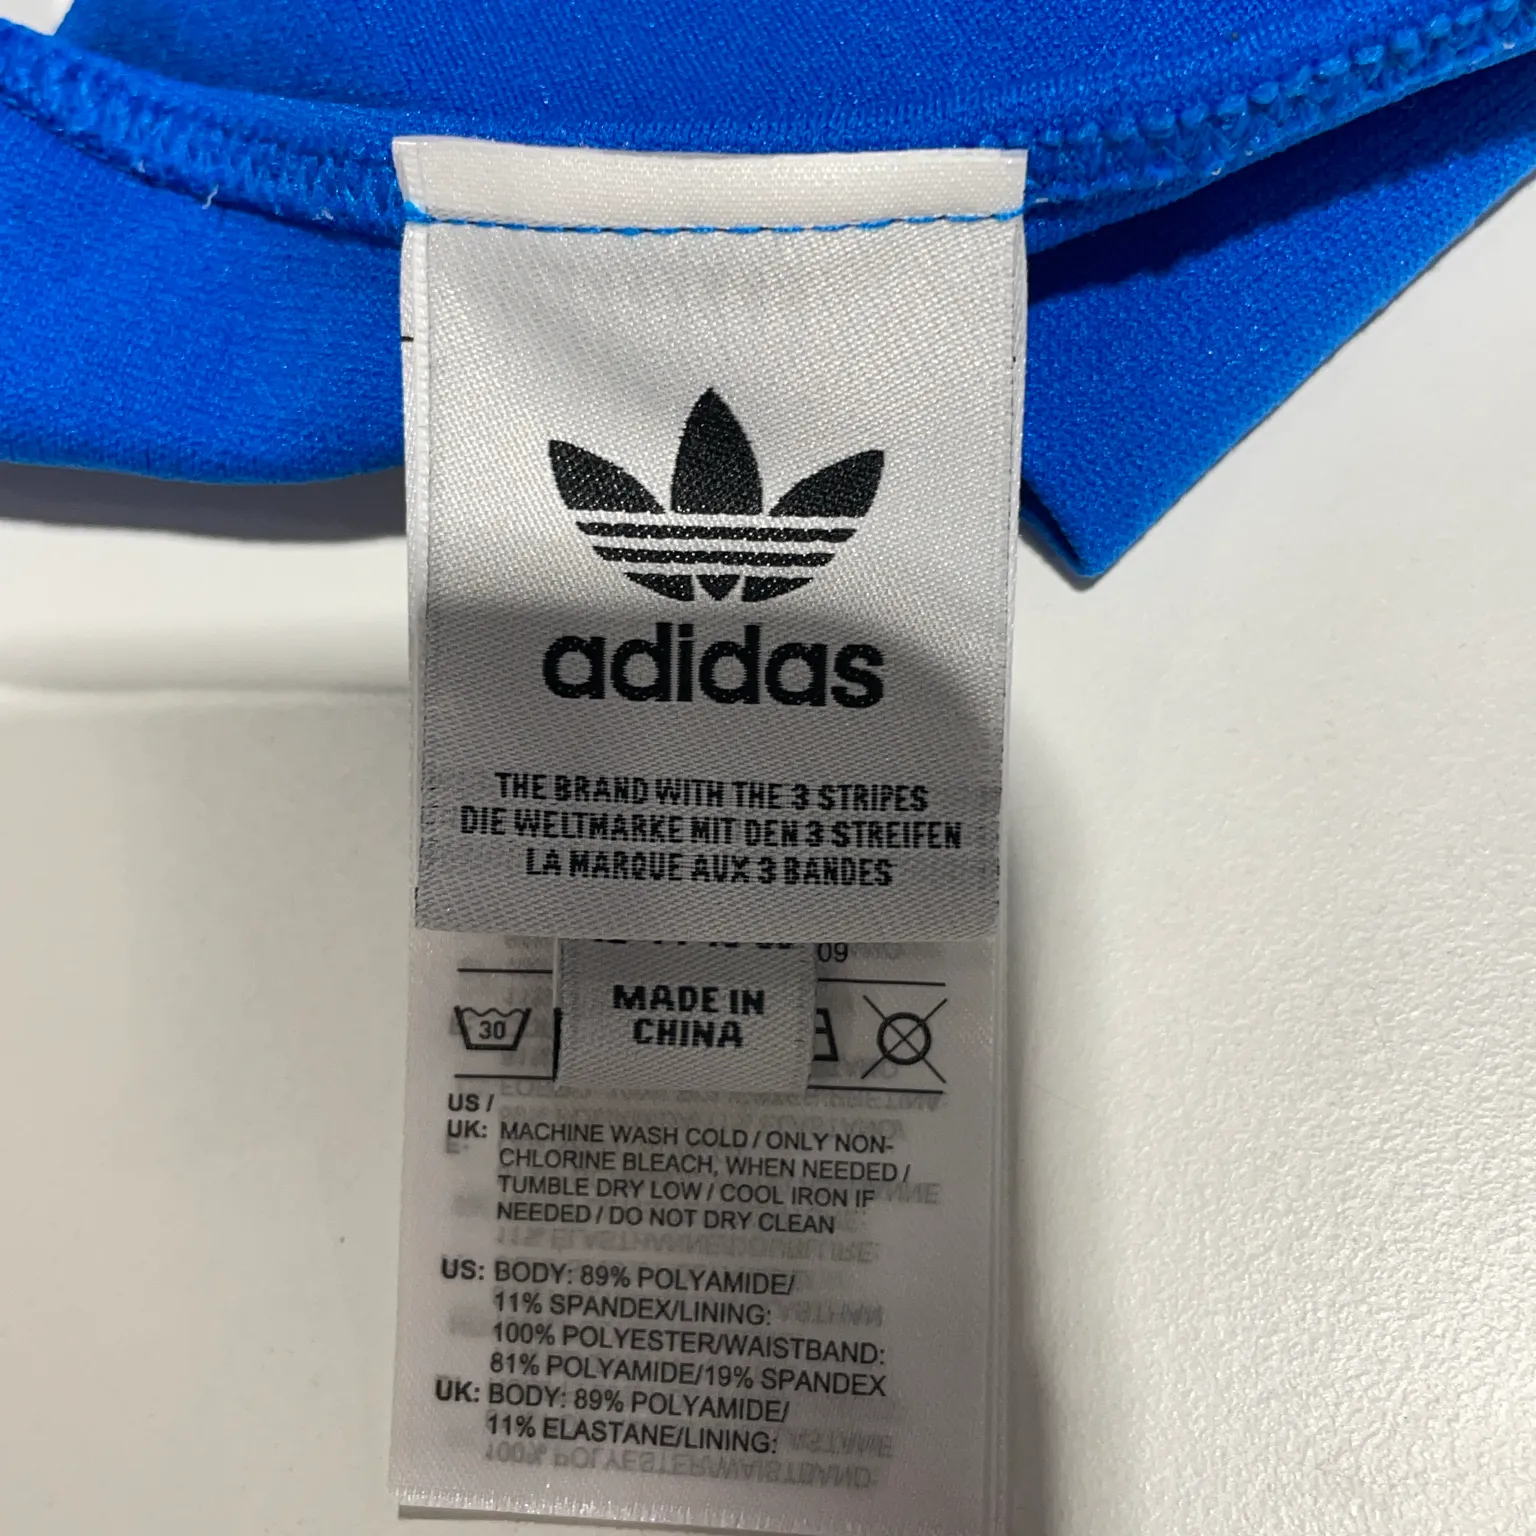 adidas
THE BRAND WITH THE 3 STRIPES
DIE WELTMARKE MIT DEN 3 STREIFEN
LA MARQUE AUX 3 BANDES
09
30
MADE IN
CHINA
US /
UK: MACHINE WASH COLD / ONLY NON-
CHLORINE BLEACH, WHEN NEEDED /
TUMBLE DRY LOW / COOL IRON IF
NEEDED / DO NOT DRY CLEAN
US: BODY: 89% POLYAMIDE/
11% SPANDEX/LINING:
100% POLYESTER/WAISTBAND:
81% POLYAMIDE/19% SPANDEX
UK: BODY: 89% POLYAMIDE/
11% ELASTANE/LINING: